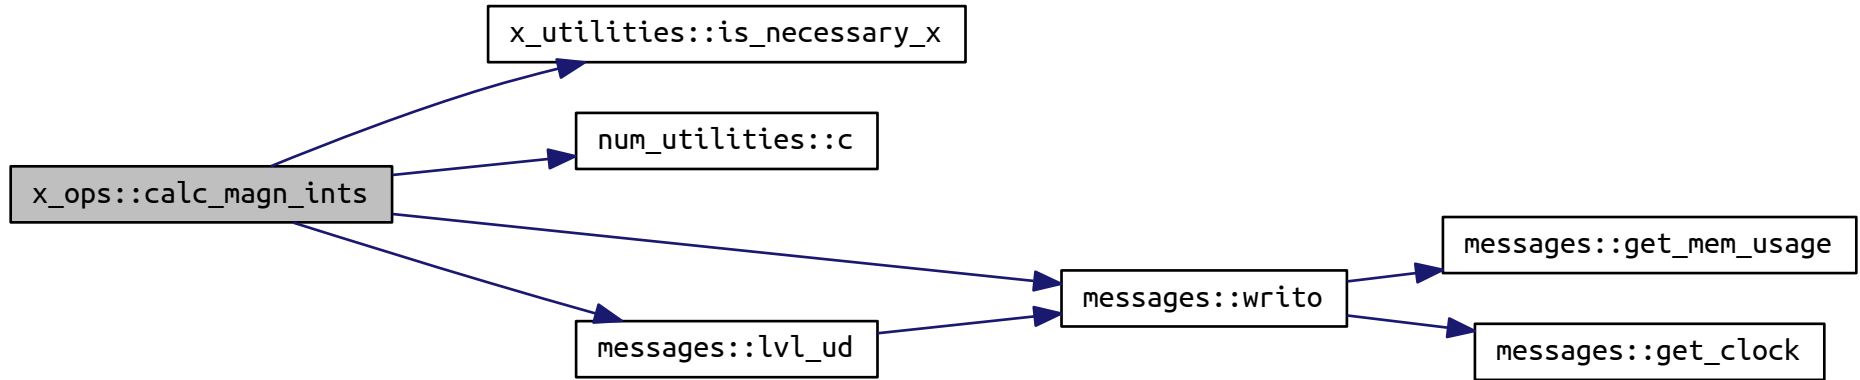 x_utilities::is_necessary_x
num_utilities::c
x_ops::calc_magn_ints
messages::get_mem_usage
messages::writo
messages::lvl_ud
messages::get_clock